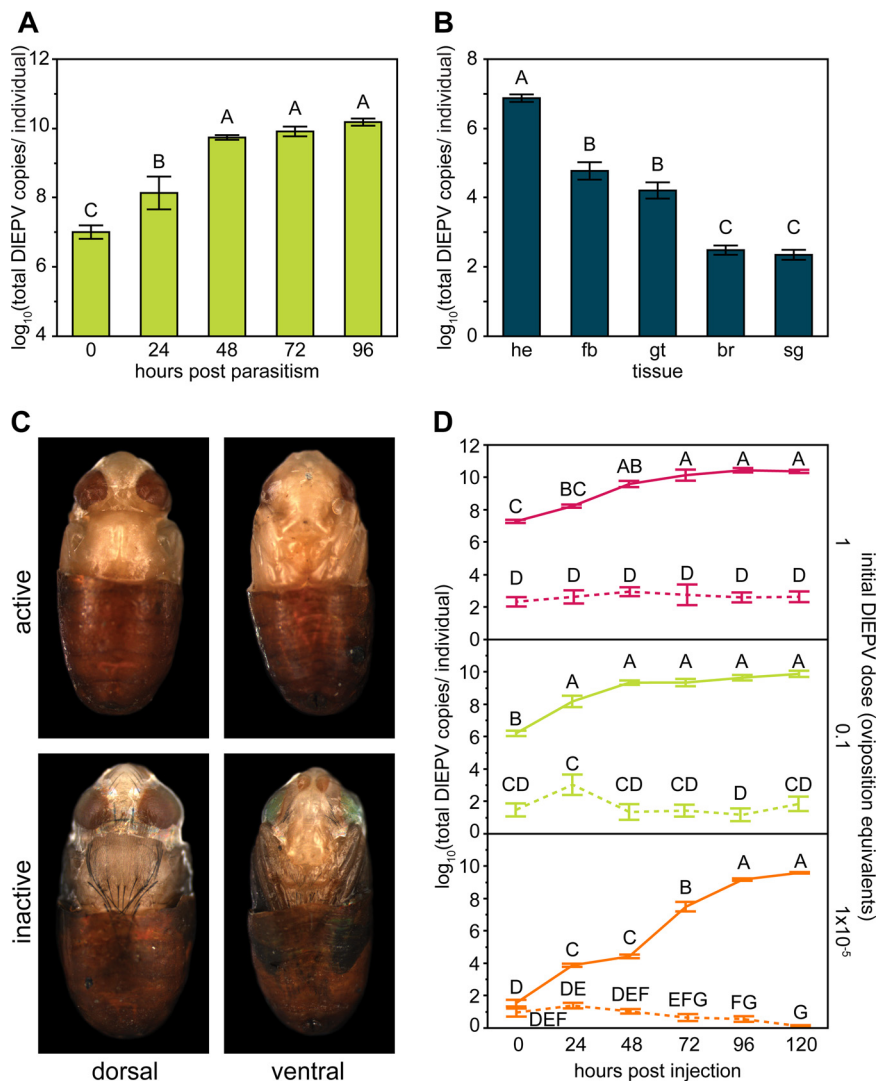 A
log₁₀(total DIEPV copies/ individual)
12
10
8
6
4
C
B
A
A
A
0 24 48 72 96
hours post parasitism
B
log₁₀(total DIEPV copies/ individual)
8
6
4
2
0
A
B
B
C
C
he fb gt br sg
tissue
C
active
inactive
dorsal ventral
D
log₁₀(total DIEPV copies/ individual)
12
10
8
6
4
2
0
C BC AB A A A
D D D D D D
1
10
8
6
4
2
0
B A A A A A
CD C CD CD D CD
0.1
10
8
6
4
2
0
D C C B A A
DEF DE DEF EFG FG G
1x10⁻⁵
initial DIEPV dose (oviposition equivalents)
0 24 48 72 96 120
hours post injection